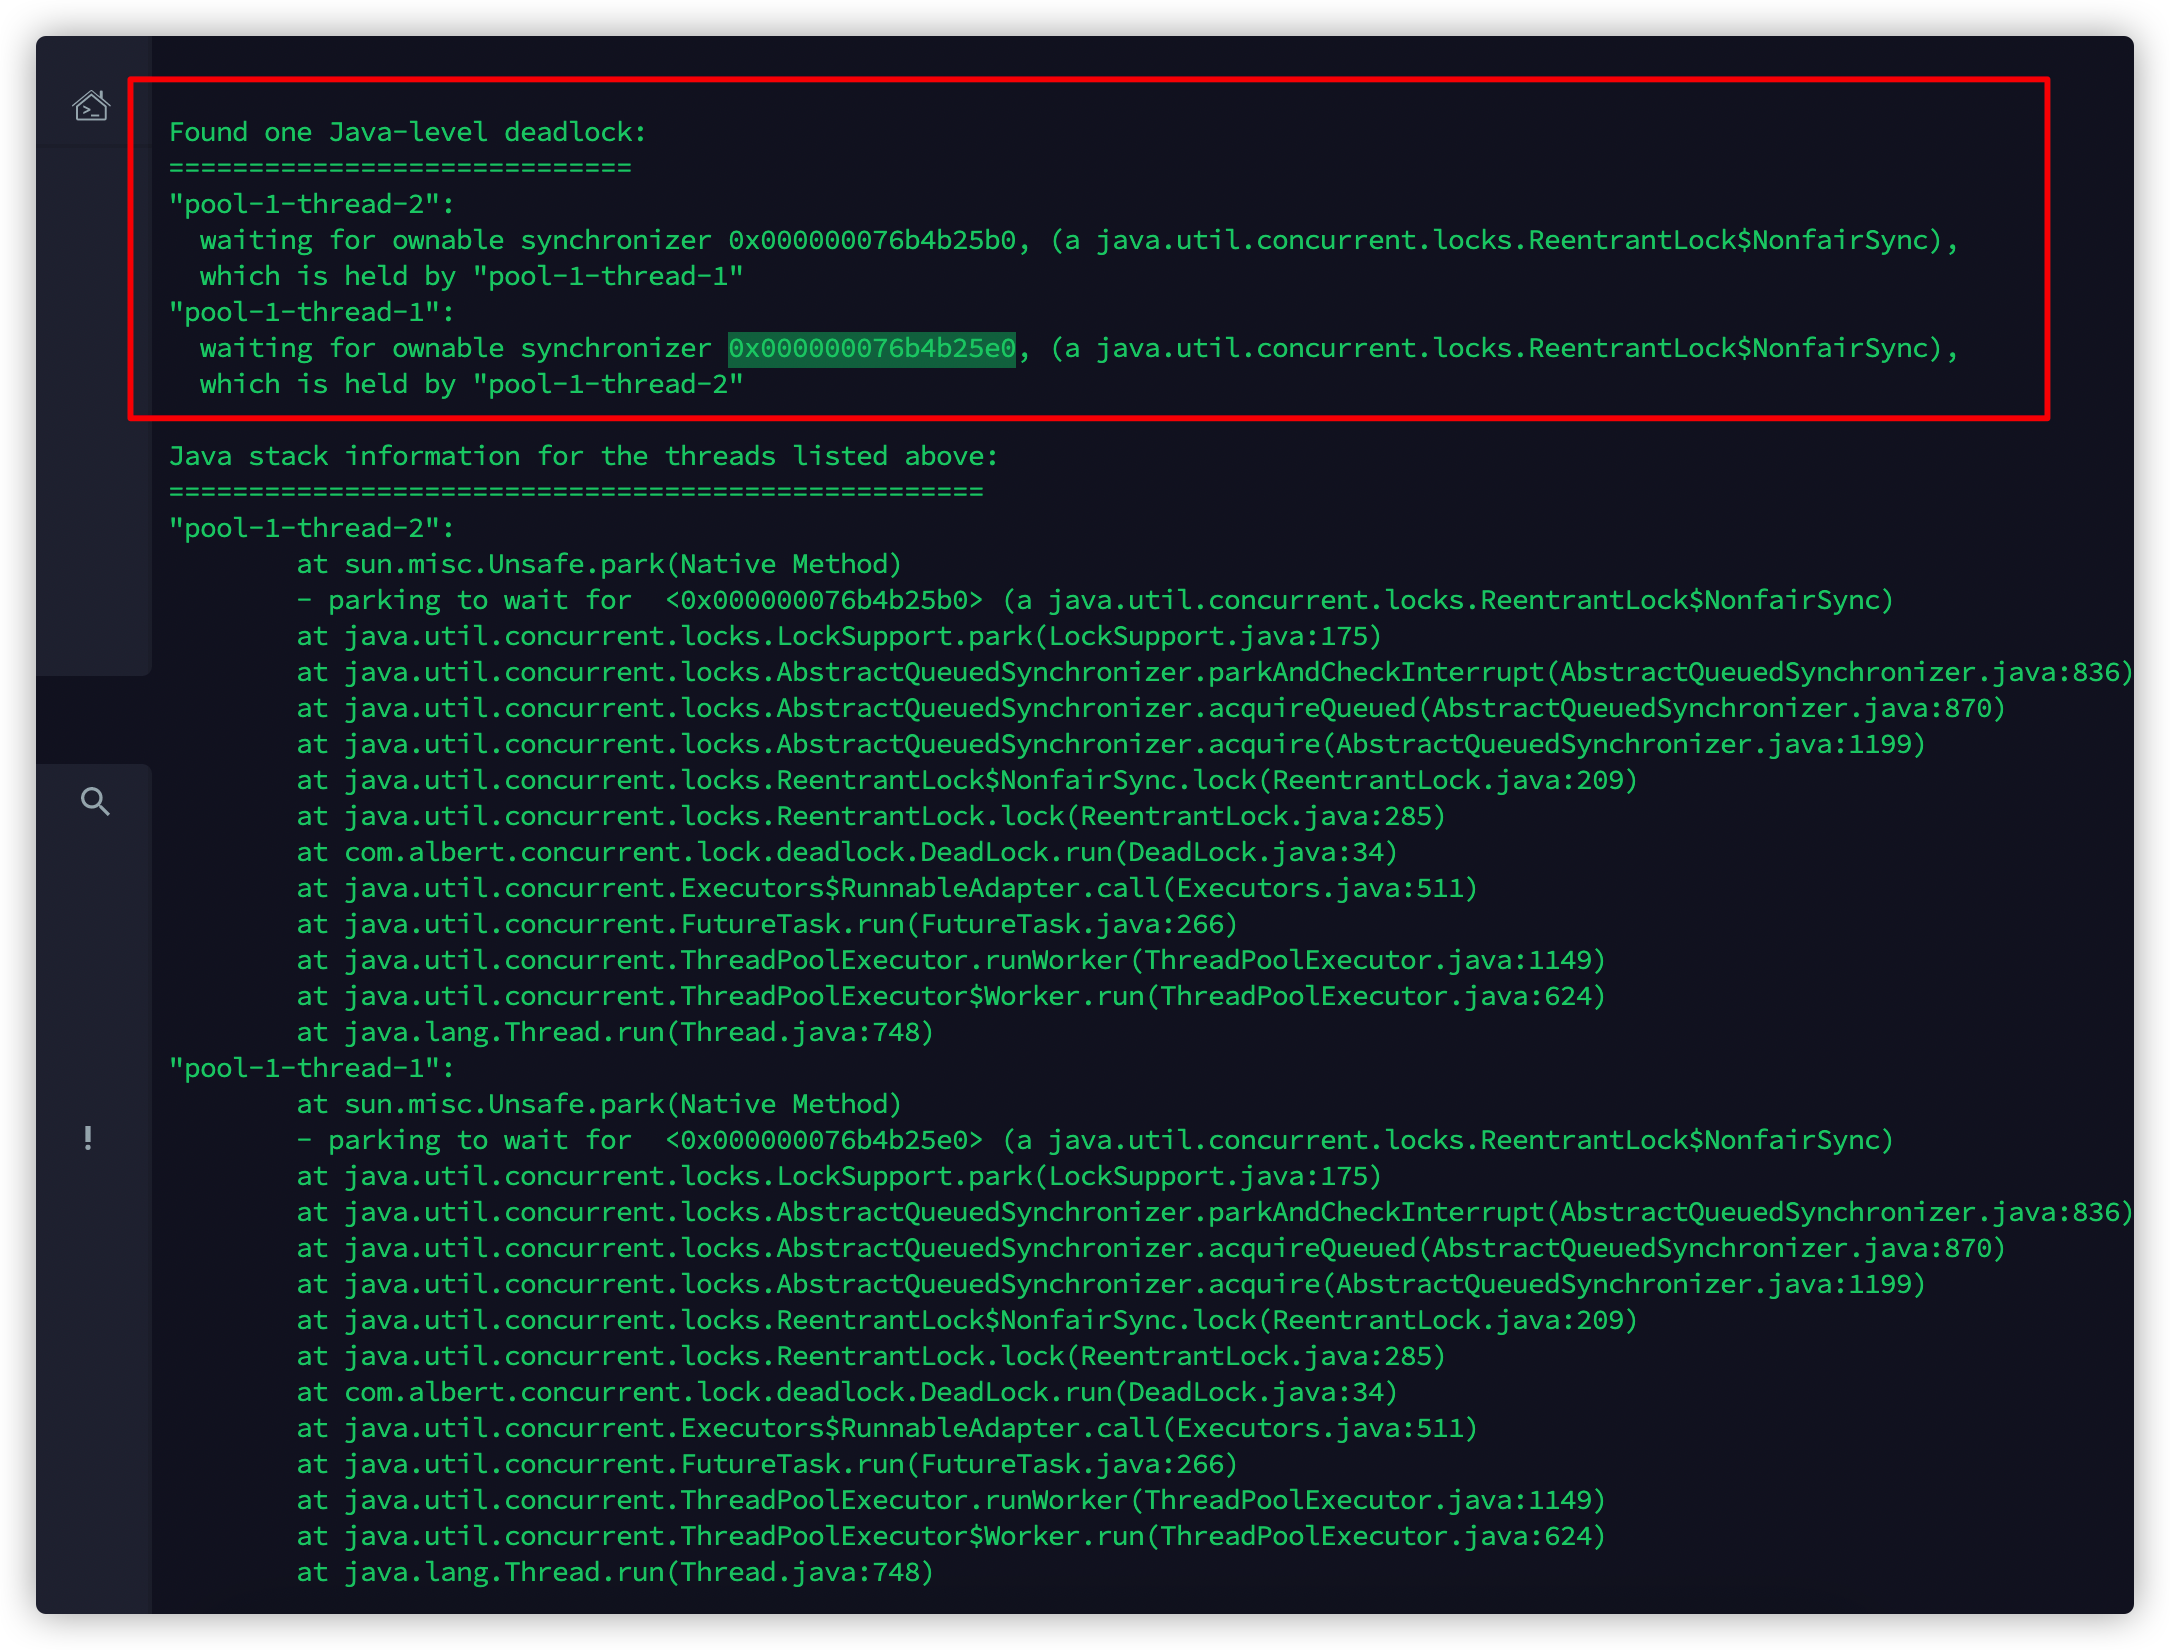 Found one Java-level deadlock:
=============================
"pool-1-thread-2":
  waiting for ownable synchronizer 0x000000076b4b25b0, (a java.util.concurrent.locks.ReentrantLock$NonfairSync),
  which is held by "pool-1-thread-1"
"pool-1-thread-1":
  waiting for ownable synchronizer 0x000000076b4b25e0, (a java.util.concurrent.locks.ReentrantLock$NonfairSync),
  which is held by "pool-1-thread-2"
Java stack information for the threads listed above:
===================================================
"pool-1-thread-2":
        at sun.misc.Unsafe.park(Native Method)
        - parking to wait for  <0x000000076b4b25b0> (a java.util.concurrent.locks.ReentrantLock$NonfairSync)
        at java.util.concurrent.locks.LockSupport.park(LockSupport.java:175)
        at java.util.concurrent.locks.AbstractQueuedSynchronizer.parkAndCheckInterrupt(AbstractQueuedSynchronizer.java:836)
        at java.util.concurrent.locks.AbstractQueuedSynchronizer.acquireQueued(AbstractQueuedSynchronizer.java:870)
        at java.util.concurrent.locks.AbstractQueuedSynchronizer.acquire(AbstractQueuedSynchronizer.java:1199)
        at java.util.concurrent.locks.ReentrantLock$NonfairSync.lock(ReentrantLock.java:209)
        at java.util.concurrent.locks.ReentrantLock.lock(ReentrantLock.java:285)
        at com.albert.concurrent.lock.deadlock.DeadLock.run(DeadLock.java:34)
        at java.util.concurrent.Executors$RunnableAdapter.call(Executors.java:511)
        at java.util.concurrent.FutureTask.run(FutureTask.java:266)
        at java.util.concurrent.ThreadPoolExecutor.runWorker(ThreadPoolExecutor.java:1149)
        at java.util.concurrent.ThreadPoolExecutor$Worker.run(ThreadPoolExecutor.java:624)
        at java.lang.Thread.run(Thread.java:748)
"pool-1-thread-1":
        at sun.misc.Unsafe.park(Native Method)
        - parking to wait for  <0x000000076b4b25e0> (a java.util.concurrent.locks.ReentrantLock$NonfairSync)
        at java.util.concurrent.locks.LockSupport.park(LockSupport.java:175)
        at java.util.concurrent.locks.AbstractQueuedSynchronizer.parkAndCheckInterrupt(AbstractQueuedSynchronizer.java:836)
        at java.util.concurrent.locks.AbstractQueuedSynchronizer.acquireQueued(AbstractQueuedSynchronizer.java:870)
        at java.util.concurrent.locks.AbstractQueuedSynchronizer.acquire(AbstractQueuedSynchronizer.java:1199)
        at java.util.concurrent.locks.ReentrantLock$NonfairSync.lock(ReentrantLock.java:209)
        at java.util.concurrent.locks.ReentrantLock.lock(ReentrantLock.java:285)
        at com.albert.concurrent.lock.deadlock.DeadLock.run(DeadLock.java:34)
        at java.util.concurrent.Executors$RunnableAdapter.call(Executors.java:511)
        at java.util.concurrent.FutureTask.run(FutureTask.java:266)
        at java.util.concurrent.ThreadPoolExecutor.runWorker(ThreadPoolExecutor.java:1149)
        at java.util.concurrent.ThreadPoolExecutor$Worker.run(ThreadPoolExecutor.java:624)
        at java.lang.Thread.run(Thread.java:748)